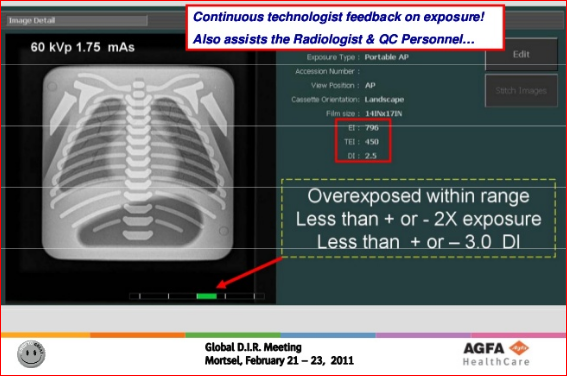 Image Detail
Continuous technologist feedback on exposure!
Also assists the Radiologist & QC Personnel...
60 kVp 1.75 mAs
Exposure Type : Portable AP
Accession Number :
View Position : AP
Cassette Orientation: Landscape
Film size : 14INx17IN
EI : 796
TEI : 450
DI : 2.5
Edit
Stitch Images
Overexposed within range
Less than + or - 2X exposure
Less than + or – 3.0 DI
Global D.I.R. Meeting
Mortsel, February 21 – 23, 2011
AGFA
HealthCare